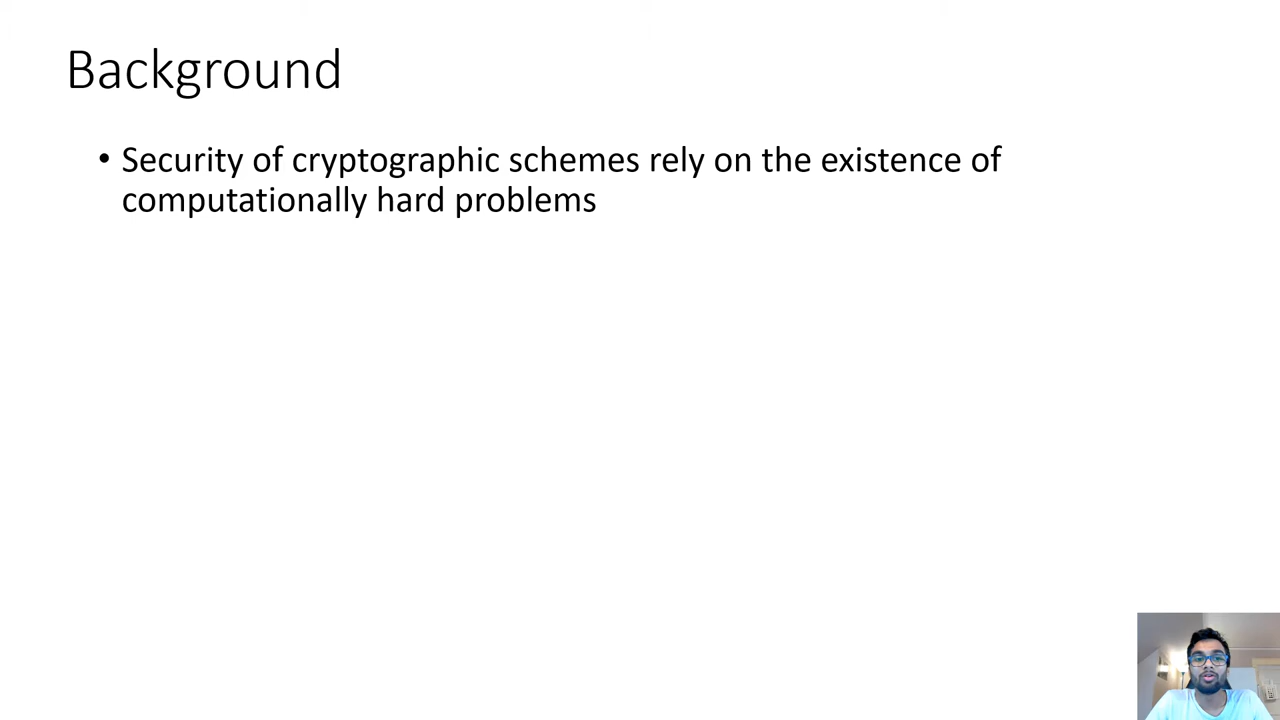 Background
• Security of cryptographic schemes rely on the existence of
computationally hard problems